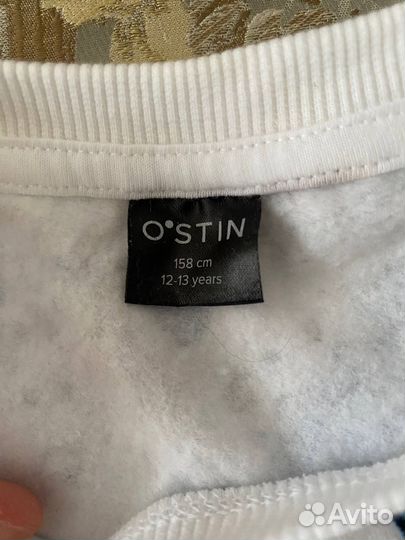 O'STIN
158 cm
12-13 years
Avito